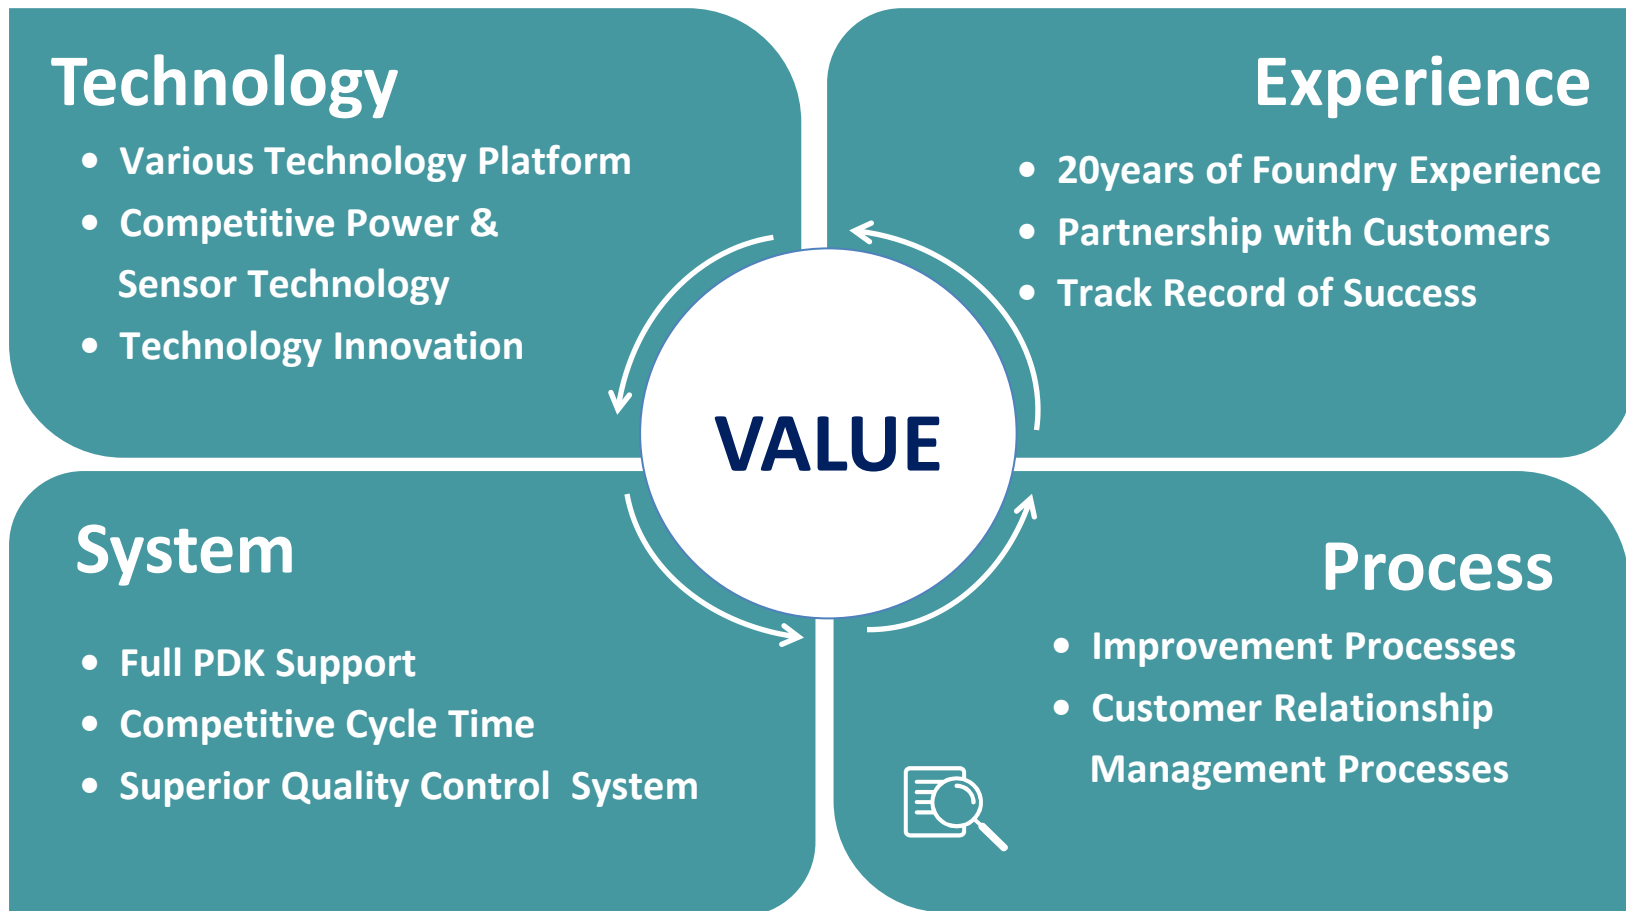 Technology
• Various Technology Platform
• Competitive Power &
Sensor Technology
• Technology Innovation
Experience
• 20years of Foundry Experience
• Partnership with Customers
• Track Record of Success
VALUE
System
• Full PDK Support
• Competitive Cycle Time
• Superior Quality Control  System
Process
• Improvement Processes
• Customer Relationship
Management Processes